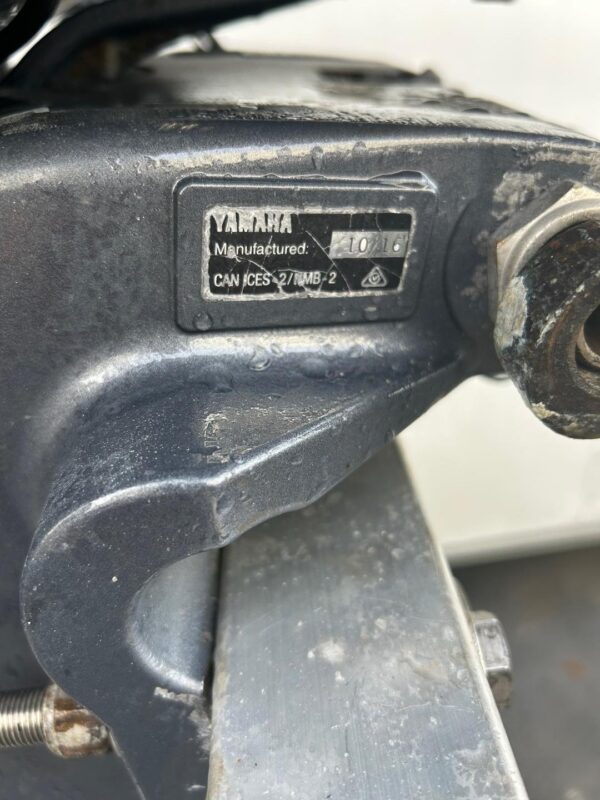 YAMAHA
Manufactured: 10/16
CAN ICES-2/NMB-2